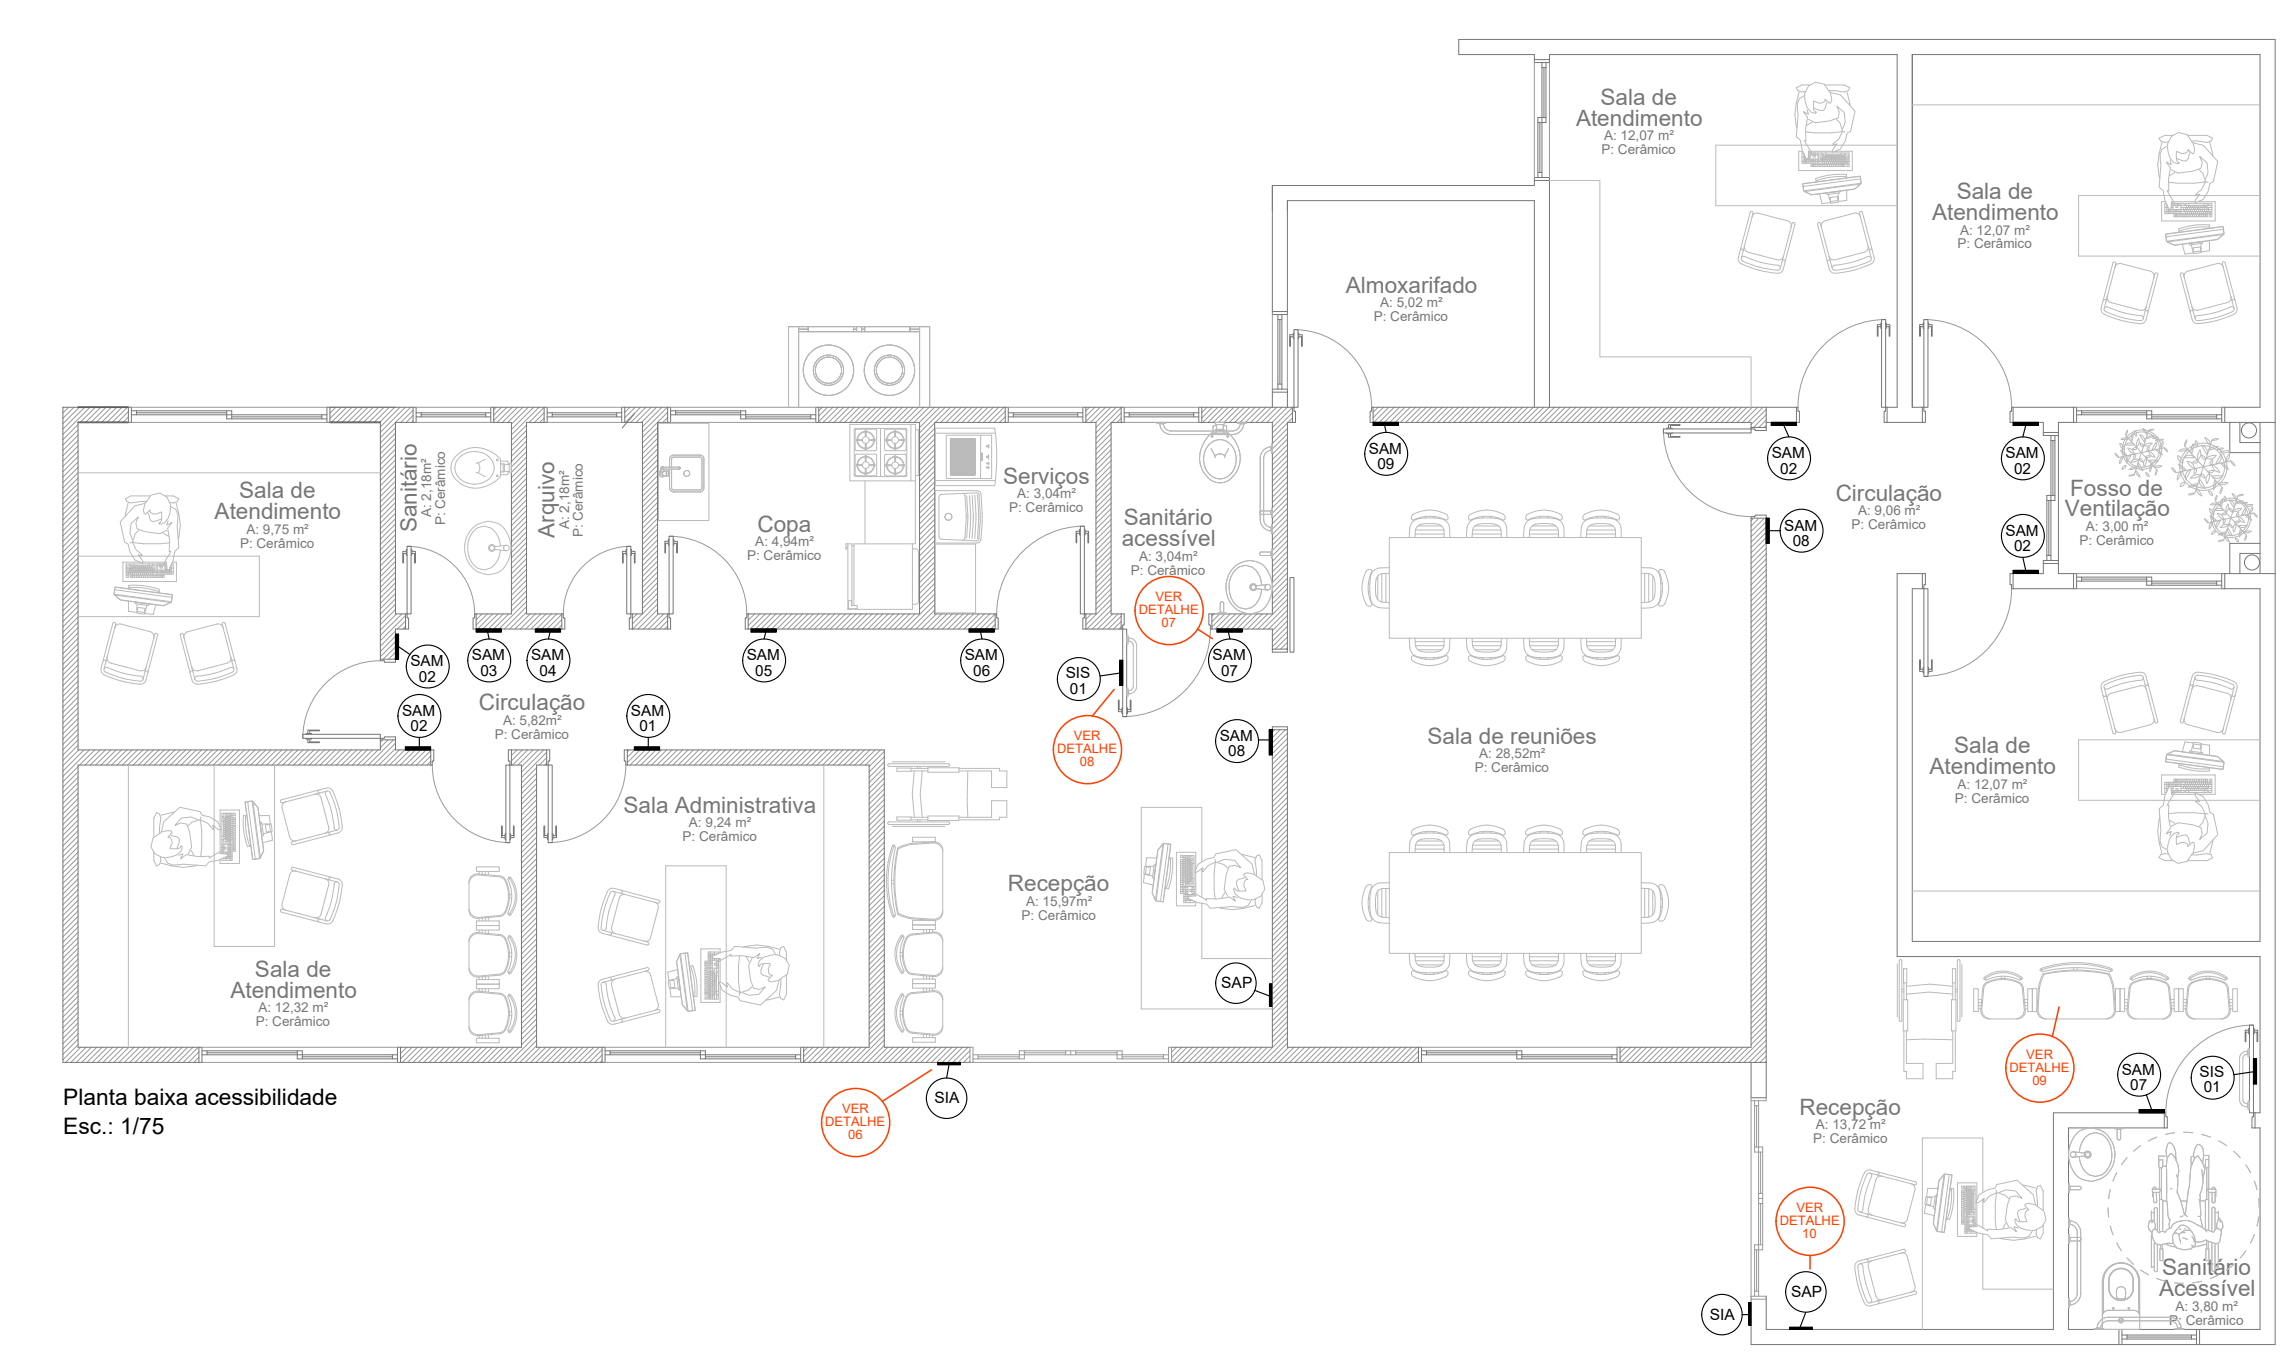 Sala de
Atendimento
A: 12,07 m²
P: Cerâmico
Sala de
Atendimento
A: 12,07 m²
P: Cerâmico
Almoxarifado
A: 5,02 m²
P: Cerâmico
Sala de
Atendimento
A: 9,75 m²
P: Cerâmico
Sanitário
A: 2,18m²
P: Cerâmico
Arquivo
A: 2,18m²
P: Cerâmico
Copa
A: 4,94m²
P: Cerâmico
Serviços
A: 3,04m²
P: Cerâmico
Sanitário
acessível
A: 3,04m²
P: Cerâmico
VER
DETALHE
07
SAM
09
SAM
02
SAM
02
Circulação
A: 9,06 m²
P: Cerâmico
Fosso de
Ventilação
A: 3,00 m²
P: Cerâmico
SAM
08
SAM
02
SAM
02
SAM
03
SAM
04
SAM
05
SAM
06
SIS
01
SAM
07
SAM
02
Circulação
A: 5,82m²
P: Cerâmico
SAM
01
VER
DETALHE
08
SAM
08
Sala de reuniões
A: 28,52m²
P: Cerâmico
Sala de
Atendimento
A: 12,07 m²
P: Cerâmico
Sala Administrativa
A: 9,24 m²
P: Cerâmico
Recepção
A: 15,97m²
P: Cerâmico
Sala de
Atendimento
A: 12,32 m²
P: Cerâmico
SAP
SIA
VER
DETALHE
06
VER
DETALHE
09
SAM
07
SIS
01
Recepção
A: 13,72 m²
P: Cerâmico
VER
DETALHE
10
SAP
SIA
Sanitário
Acessível
A: 3,80 m²
P: Cerâmico
Planta baixa acessibilidade
Esc.: 1/75